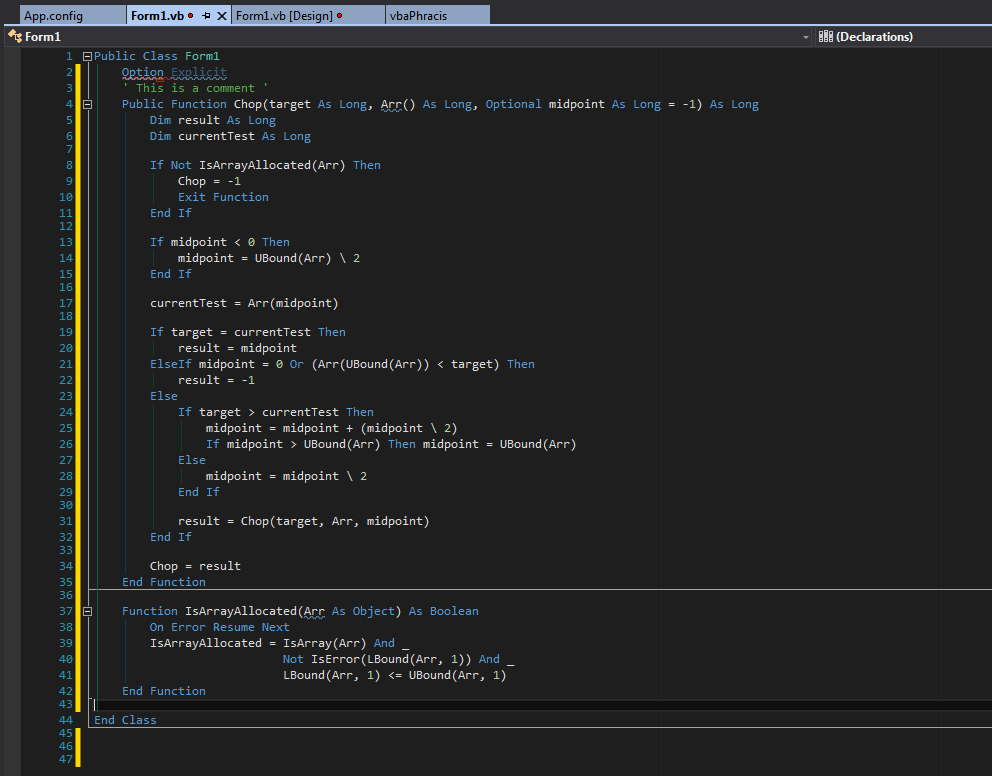 App.config Form1.vb Form1.vb [Design] vbaPhracis
Form1 (Declarations)
1 Public Class Form1
2 Option Explicit
3 ' This is a comment '
4 Public Function Chop(target As Long, Arr() As Long, Optional midpoint As Long = -1) As Long
5 Dim result As Long
6 Dim currentTest As Long
7
8 If Not IsArrayAllocated(Arr) Then
9 Chop = -1
10 Exit Function
11 End If
12
13 If midpoint < 0 Then
14 midpoint = UBound(Arr) \ 2
15 End If
16
17 currentTest = Arr(midpoint)
18
19 If target = currentTest Then
20 result = midpoint
21 ElseIf midpoint = 0 Or (Arr(UBound(Arr)) < target) Then
22 result = -1
23 Else
24 If target > currentTest Then
25 midpoint = midpoint + (midpoint \ 2)
26 If midpoint > UBound(Arr) Then midpoint = UBound(Arr)
27 Else
28 midpoint = midpoint \ 2
29 End If
30
31 result = Chop(target, Arr, midpoint)
32 End If
33
34 Chop = result
35 End Function
36
37 Function IsArrayAllocated(Arr As Object) As Boolean
38 On Error Resume Next
39 IsArrayAllocated = IsArray(Arr) And _
40 Not IsError(LBound(Arr, 1)) And _
41 LBound(Arr, 1) <= UBound(Arr, 1)
42 End Function
43
44 End Class
45
46
47